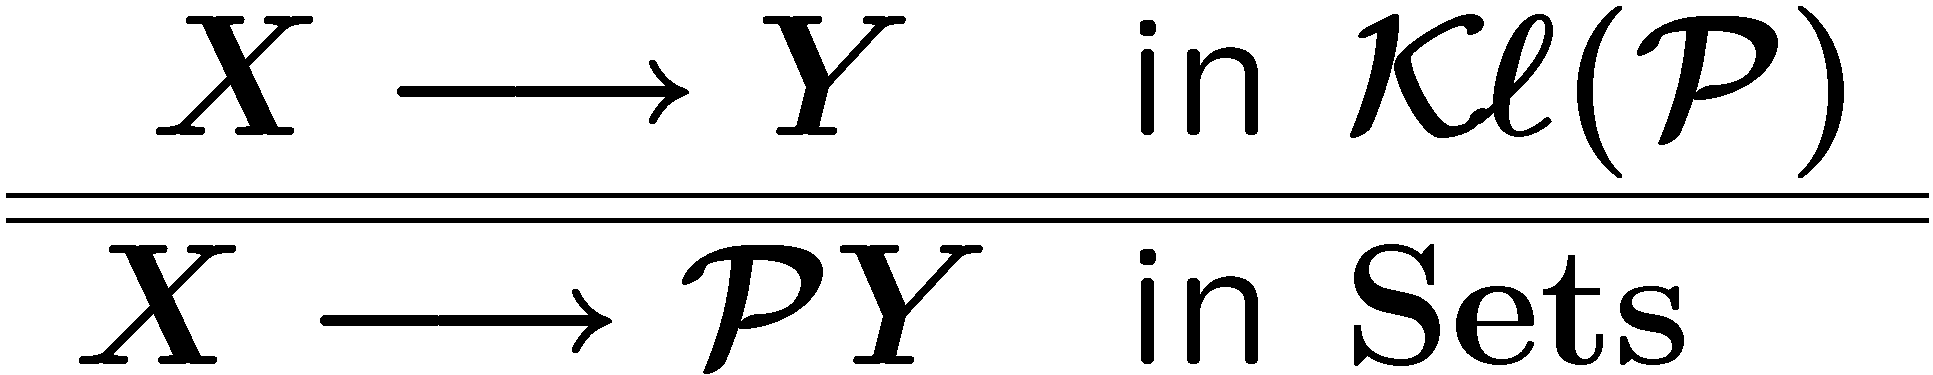 X ⟶ Y in 𝒦ℓ(𝒫)
X ⟶ 𝒫Y in Sets